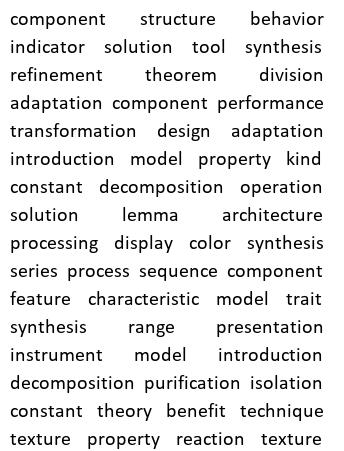 component structure behavior
indicator solution tool synthesis
refinement theorem division
adaptation component performance
transformation design adaptation
introduction model property kind
constant decomposition operation
solution lemma architecture
processing display color synthesis
series process sequence component
feature characteristic model trait
synthesis range presentation
instrument model introduction
decomposition purification isolation
constant theory benefit technique
texture property reaction texture